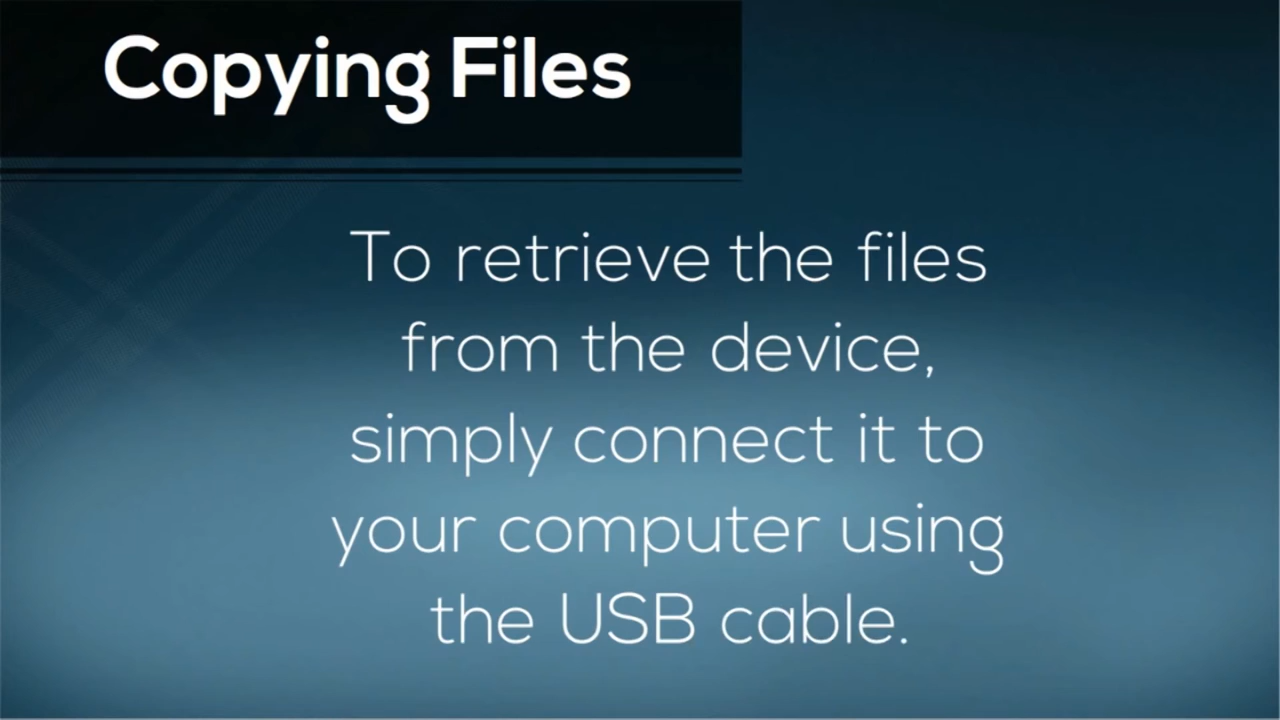 Copying Files
To retrieve the files
from the device,
simply connect it to
your computer using
the USB cable.